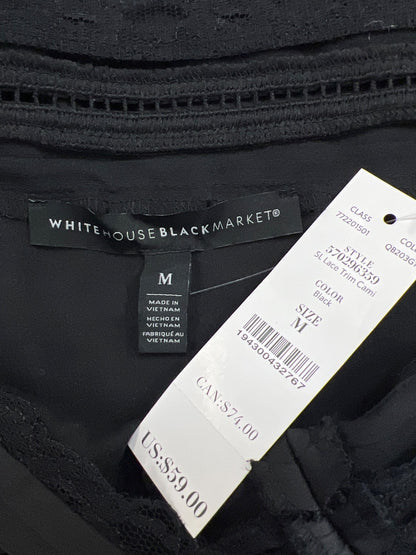 WHITEHOUSEBLACKMARKET®
M
MADE IN
VIETNAM
HECHO EN
VIETNAM
FABRIQUÉ AU
VIETNAM
CLASS
772201501
STYLE
570296359
SL Lace Trim Cami
COLOR
Black
SIZE
M
194300432767
CAN:$74.00
US:$59.00